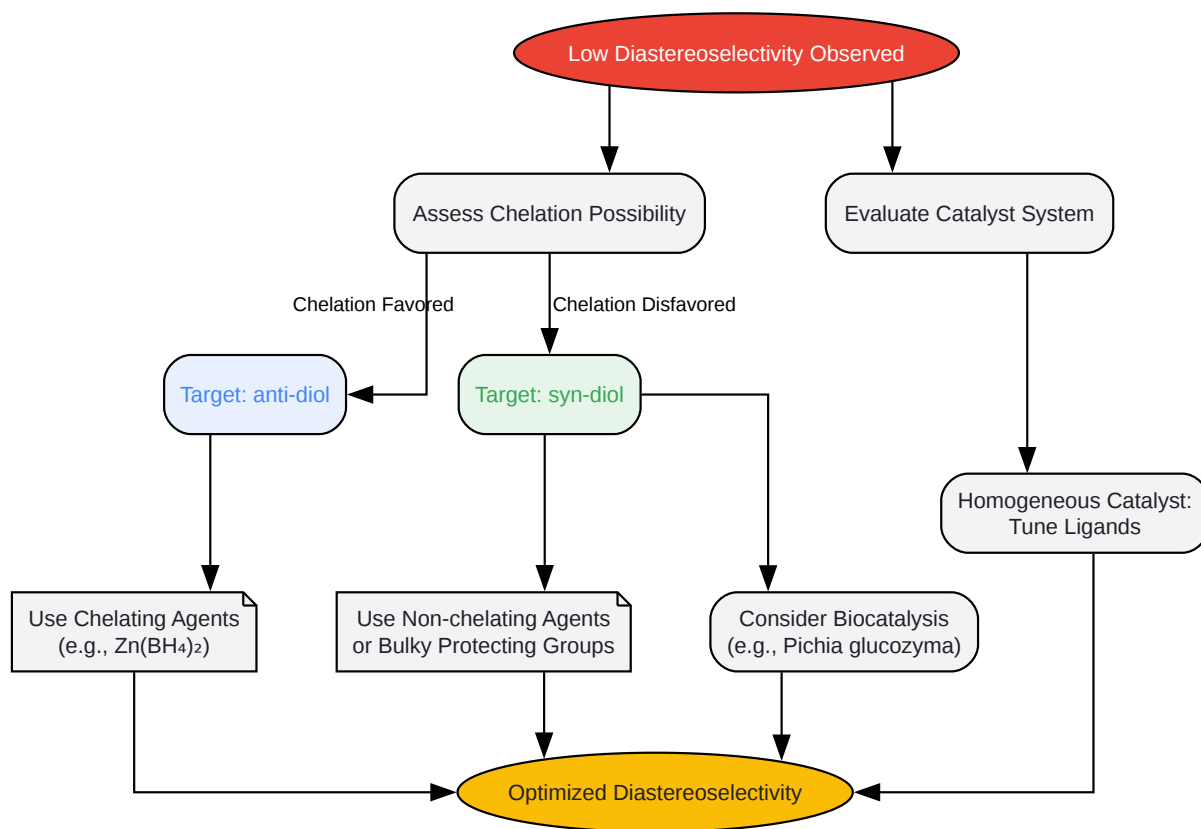 Low Diastereoselectivity Observed
Assess Chelation Possibility
Evaluate Catalyst System
Chelation Favored
Chelation Disfavored
Target: anti-diol
Target: syn-diol
Homogeneous Catalyst:
Tune Ligands
Use Chelating Agents
(e.g., Zn(BH₄)₂)
Use Non-chelating Agents
or Bulky Protecting Groups
Consider Biocatalysis
(e.g., Pichia glucozyma)
Optimized Diastereoselectivity